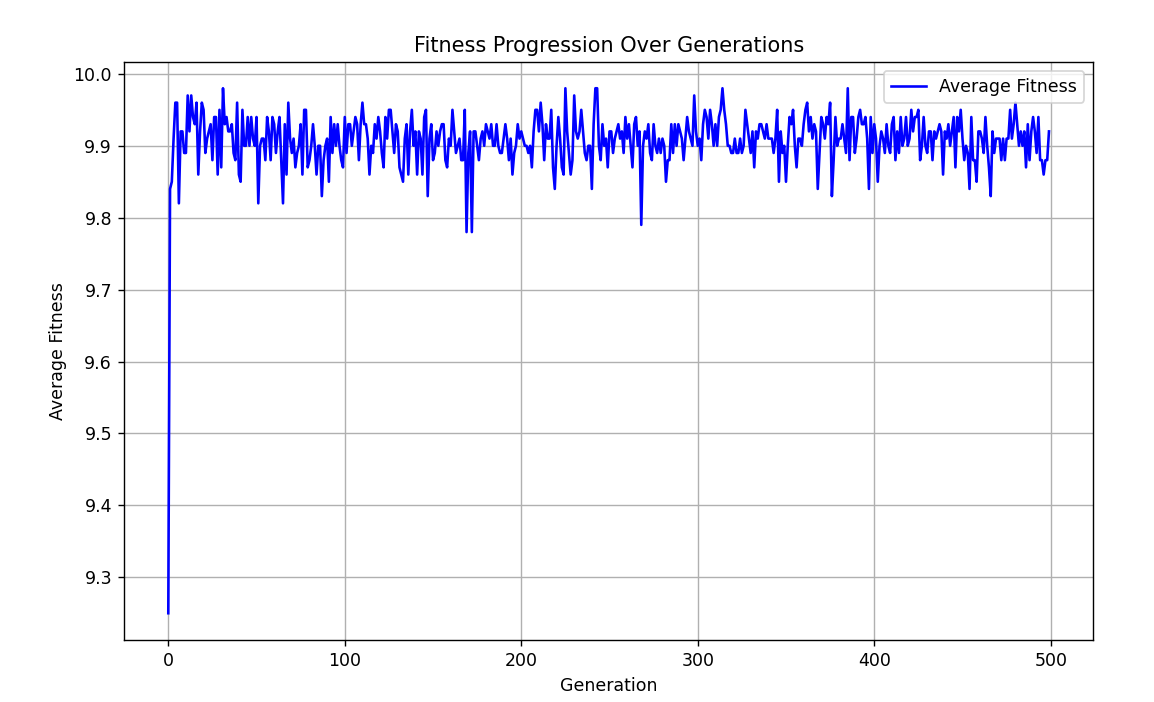 Fitness Progression Over Generations
Average Fitness
10.0
9.9
9.8
9.7
9.6
9.5
9.4
9.3
Average Fitness
0 100 200 300 400 500
Generation